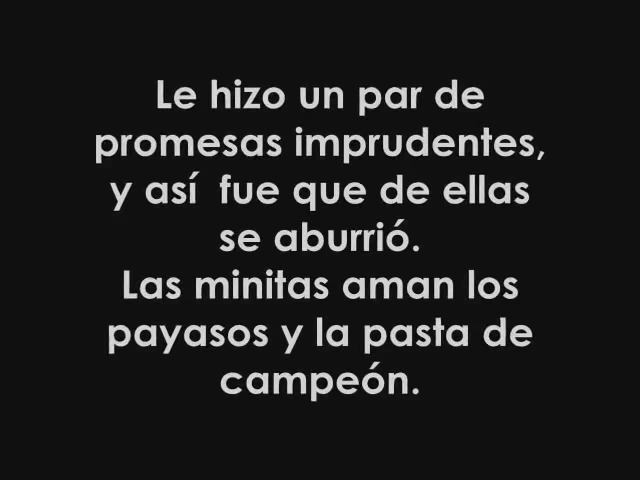 Le hizo un par de
promesas imprudentes,
y así fue que de ellas
se aburrió.
Las minitas aman los
payasos y la pasta de
campeón.